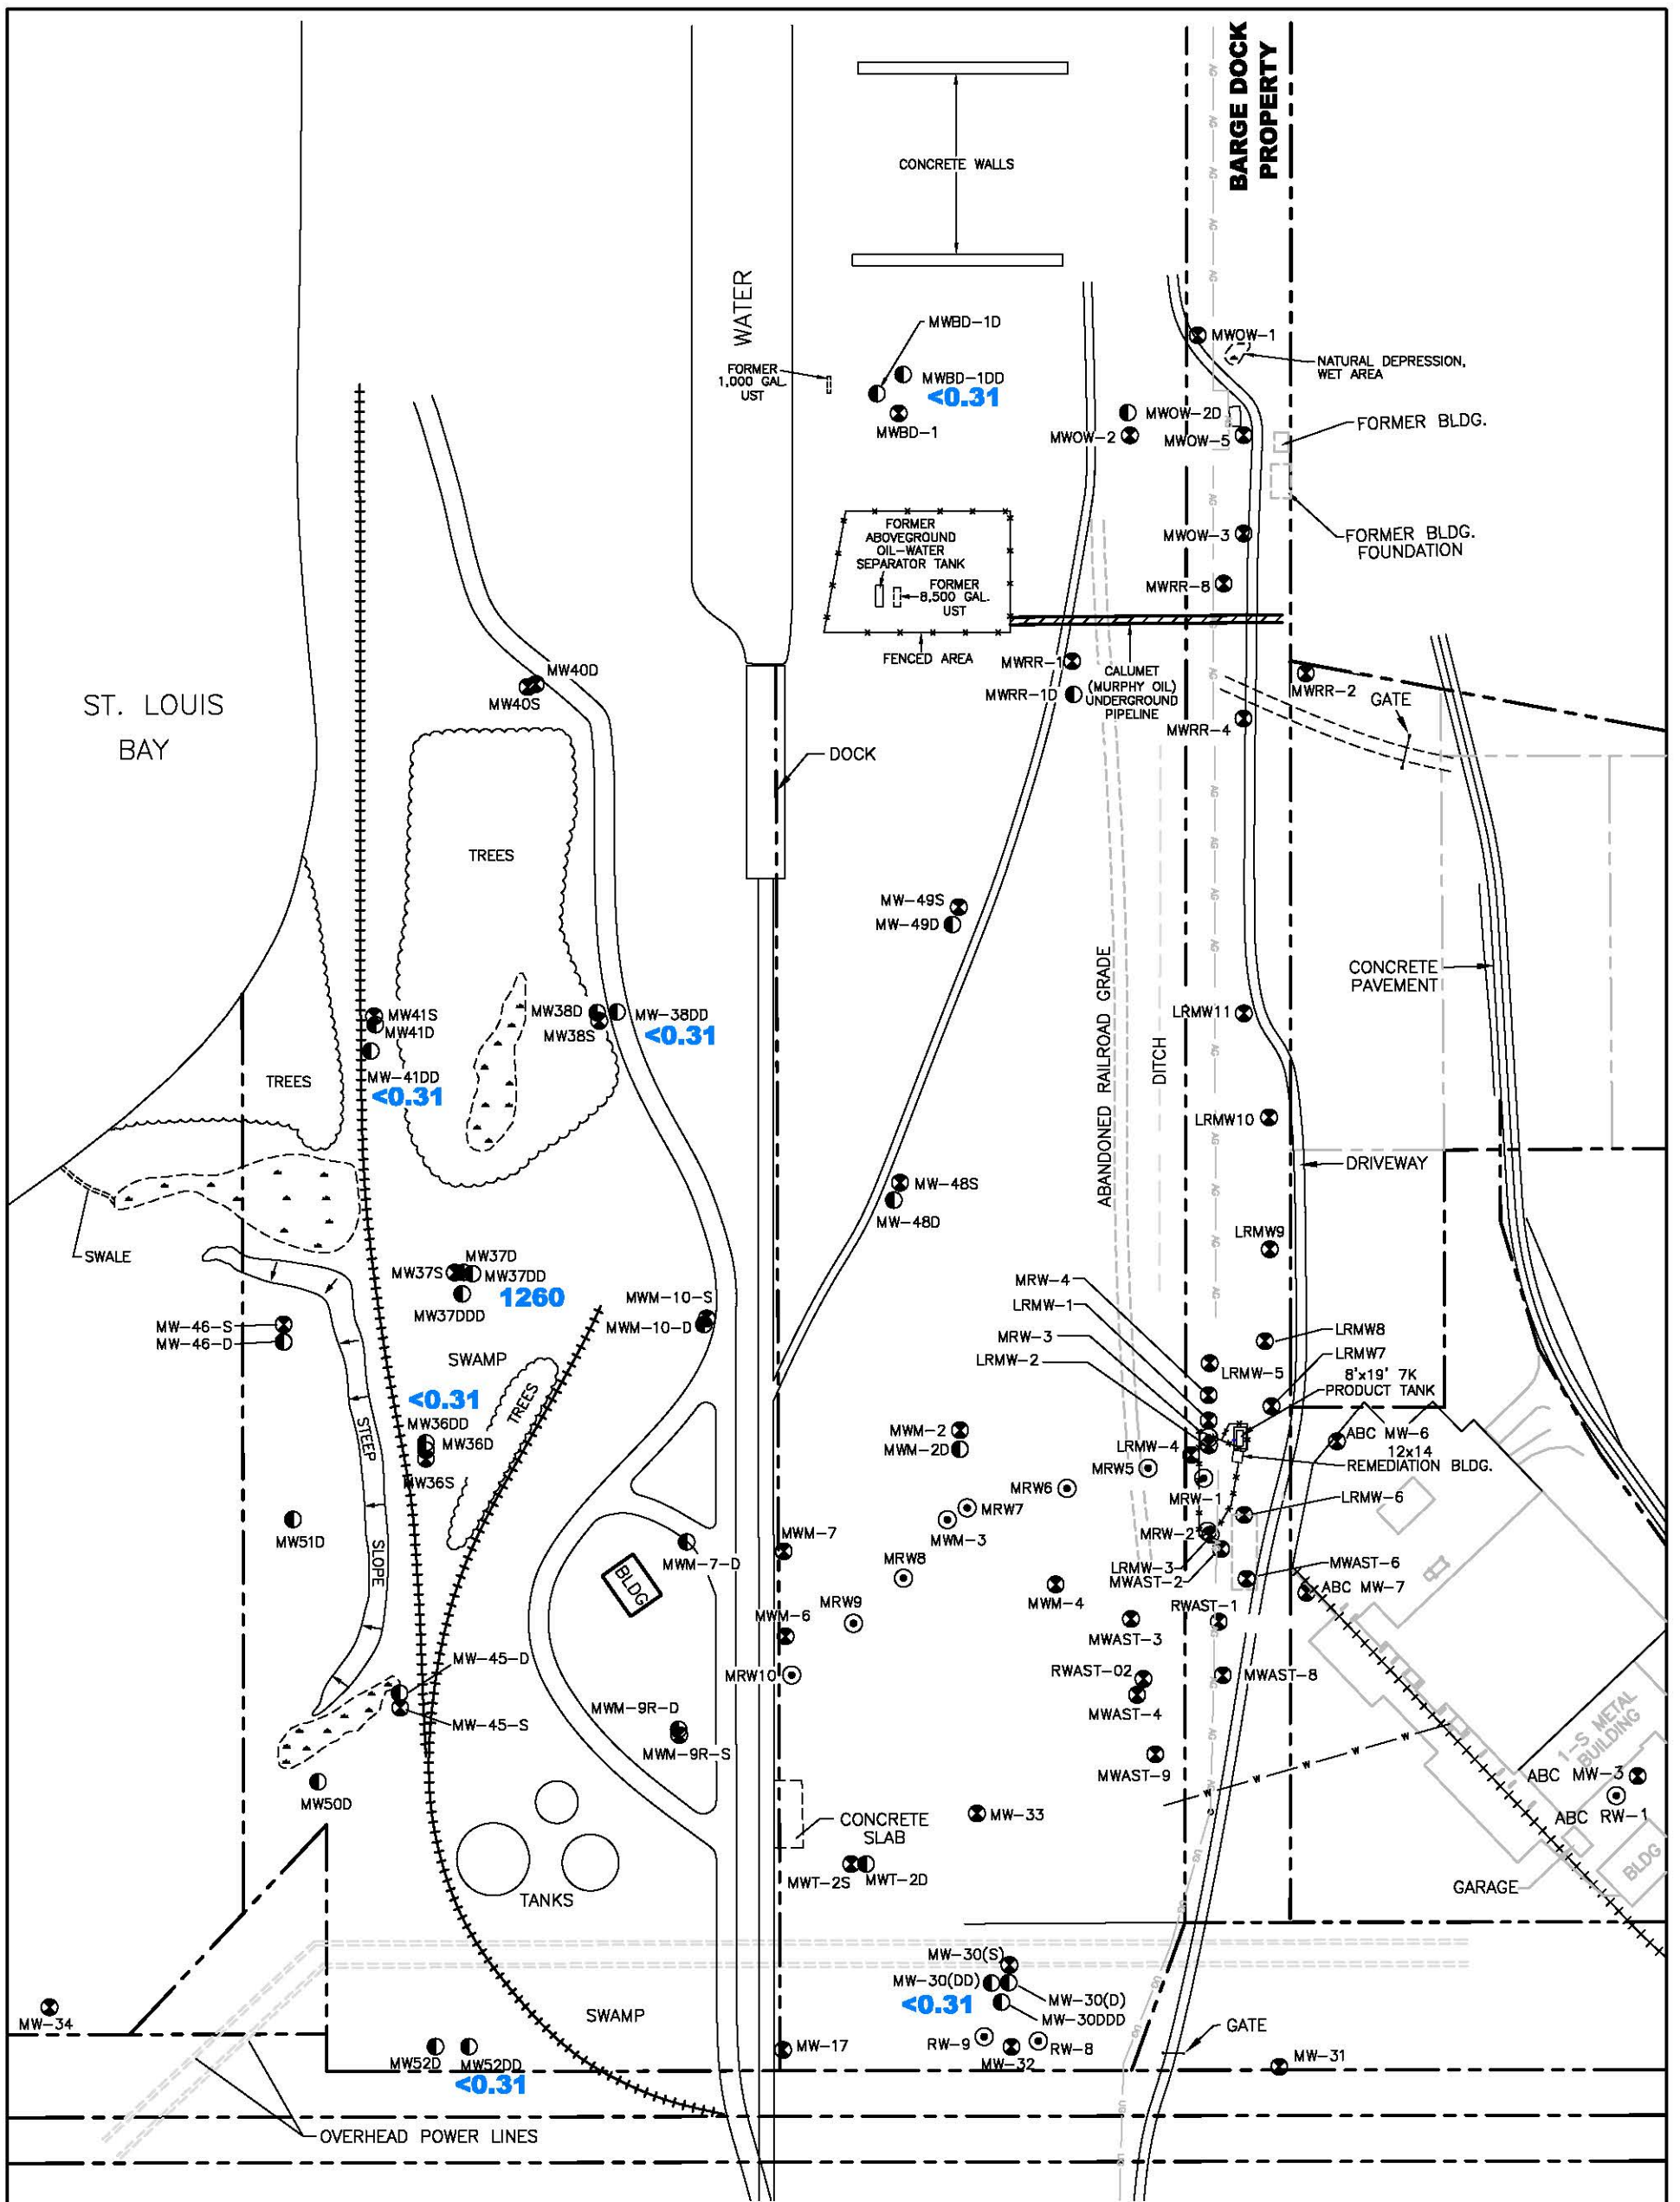 BARGE DOCK
PROPERTY
CONCRETE WALLS
WATER
MWBD-1D
MWOW-1
NATURAL DEPRESSION,
WET AREA
FORMER
1,000 GAL.
UST
MWBD-1DD
<0.31
MWBD-1
MWOW-2D
MWOW-2
MWOW-5
FORMER BLDG.
FORMER BLDG.
FOUNDATION
MWOW-3
FORMER
ABOVEGROUND
OIL-WATER
SEPARATOR TANK
FORMER
8,500 GAL.
UST
MWRR-8
FENCED AREA
MWRR-1
MWRR-1D
CALUMET
(MURPHY OIL)
UNDERGROUND
PIPELINE
MWRR-2
GATE
MWRR-4
MW40D
MW40S
ST. LOUIS
BAY
DOCK
TREES
MW-49S
MW-49D
ABANDONED RAILROAD GRADE
DITCH
CONCRETE
PAVEMENT
MW41S
MW41D
MW-41DD
<0.31
MW38D
MW38S
MW-38DD
<0.31
LRMW11
TREES
LRMW10
DRIVEWAY
MW-48S
MW-48D
SWALE
LRMW9
MW37D
MW37S
MW37DD
1260
MW37DDD
MWM-10-S
MWM-10-D
MRW-4
LRMW-1
MRW-3
LRMW-2
MW-46-S
MW-46-D
SWAMP
TREES
LRMW8
LRMW7
LRMW-5
8'x19' 7K
PRODUCT TANK
<0.31
MW36DD
MW36D
MW36S
STEEP
SLOPE
MWM-2
MWM-2D
LRMW-4
ABC MW-6
12x14
REMEDIATION BLDG.
MRW5
MRW6
MRW-1
LRMW-6
MRW7
MWM-3
MRW-2
MW51D
MWM-7-D
MWM-7
MRW8
LRMW-3
MWAST-2
MWAST-6
ABC MW-7
BLDG
MWM-4
MRW9
MWM-6
RWAST-1
MWAST-3
MW-45-D
MW-45-S
MRW10
RWAST-02
MWAST-4
MWAST-8
MWM-9R-D
MWM-9R-S
MWAST-9
1-S METAL
BUILDING
ABC MW-3
ABC RW-1
MW50D
CONCRETE
SLAB
MW-33
TANKS
MWT-2S
MWT-2D
GARAGE
BLDG
MW-30(S)
MW-30(DD)
<0.31
MW-30(D)
MW-30DDD
MW-34
SWAMP
RW-9
RW-8
MW-32
GATE
MW-17
MW-31
MW52D
MW52DD
<0.31
OVERHEAD POWER LINES